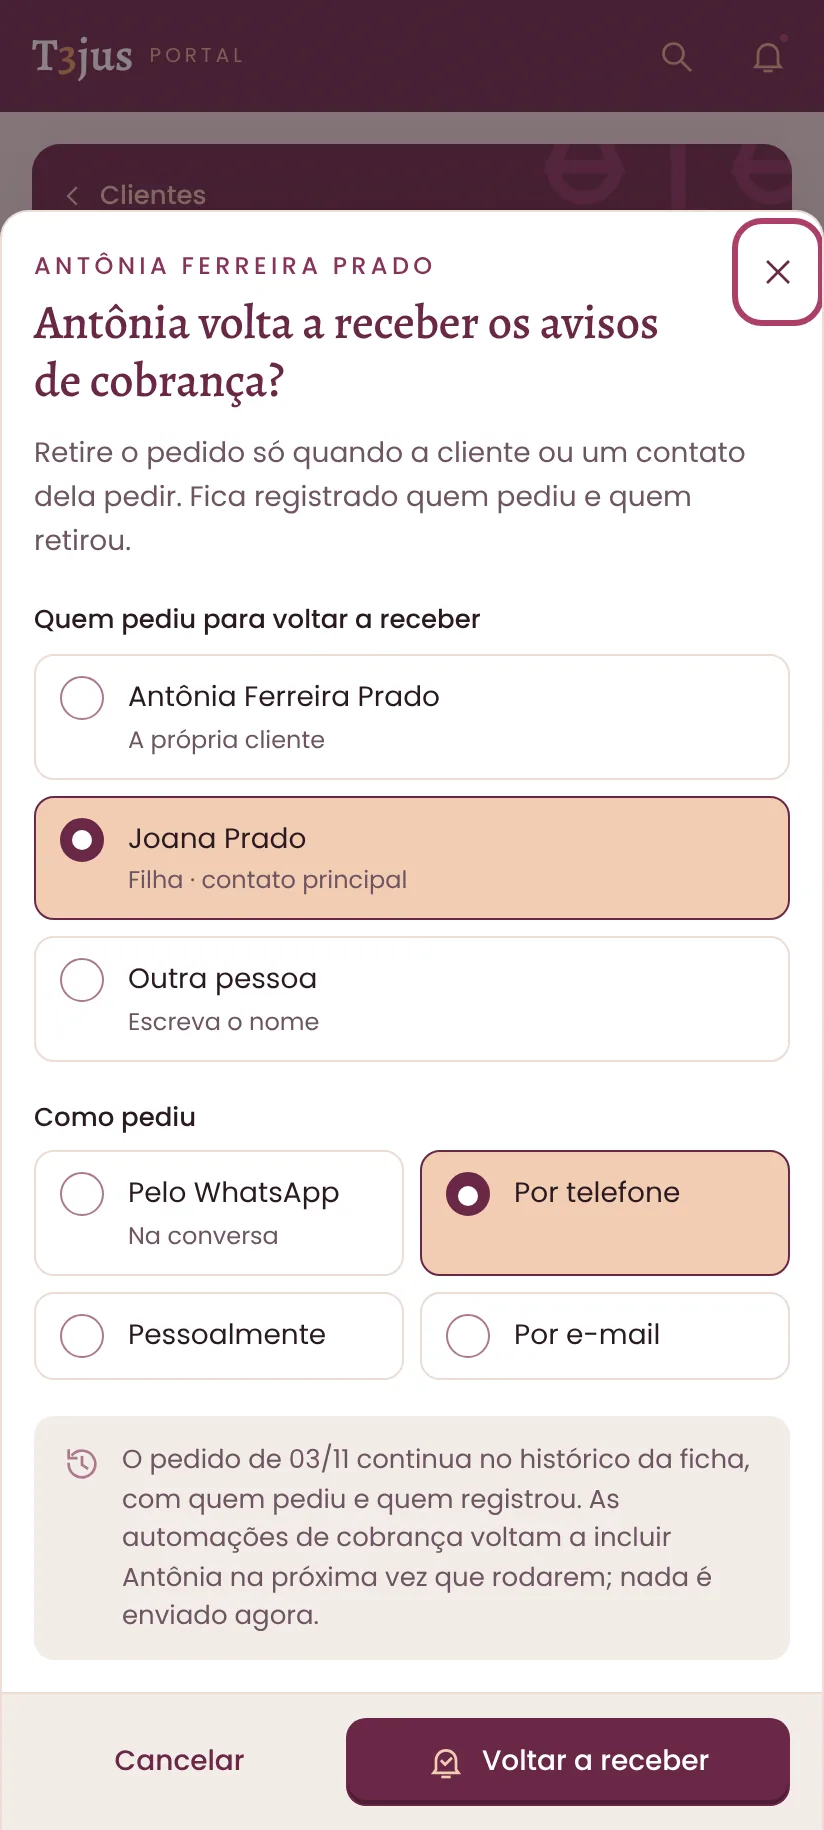 T3jus PORTAL
Clientes
ANTÔNIA FERREIRA PRADO
Antônia volta a receber os avisos
de cobrança?
Retire o pedido só quando a cliente ou um contato
dela pedir. Fica registrado quem pediu e quem
retirou.
Quem pediu para voltar a receber
Antônia Ferreira Prado
A própria cliente
Joana Prado
Filha · contato principal
Outra pessoa
Escreva o nome
Como pediu
Pelo WhatsApp
Na conversa
Por telefone
Pessoalmente
Por e-mail
O pedido de 03/11 continua no histórico da ficha,
com quem pediu e quem registrou. As
automações de cobrança voltam a incluir
Antônia na próxima vez que rodarem; nada é
enviado agora.
Cancelar
Voltar a receber